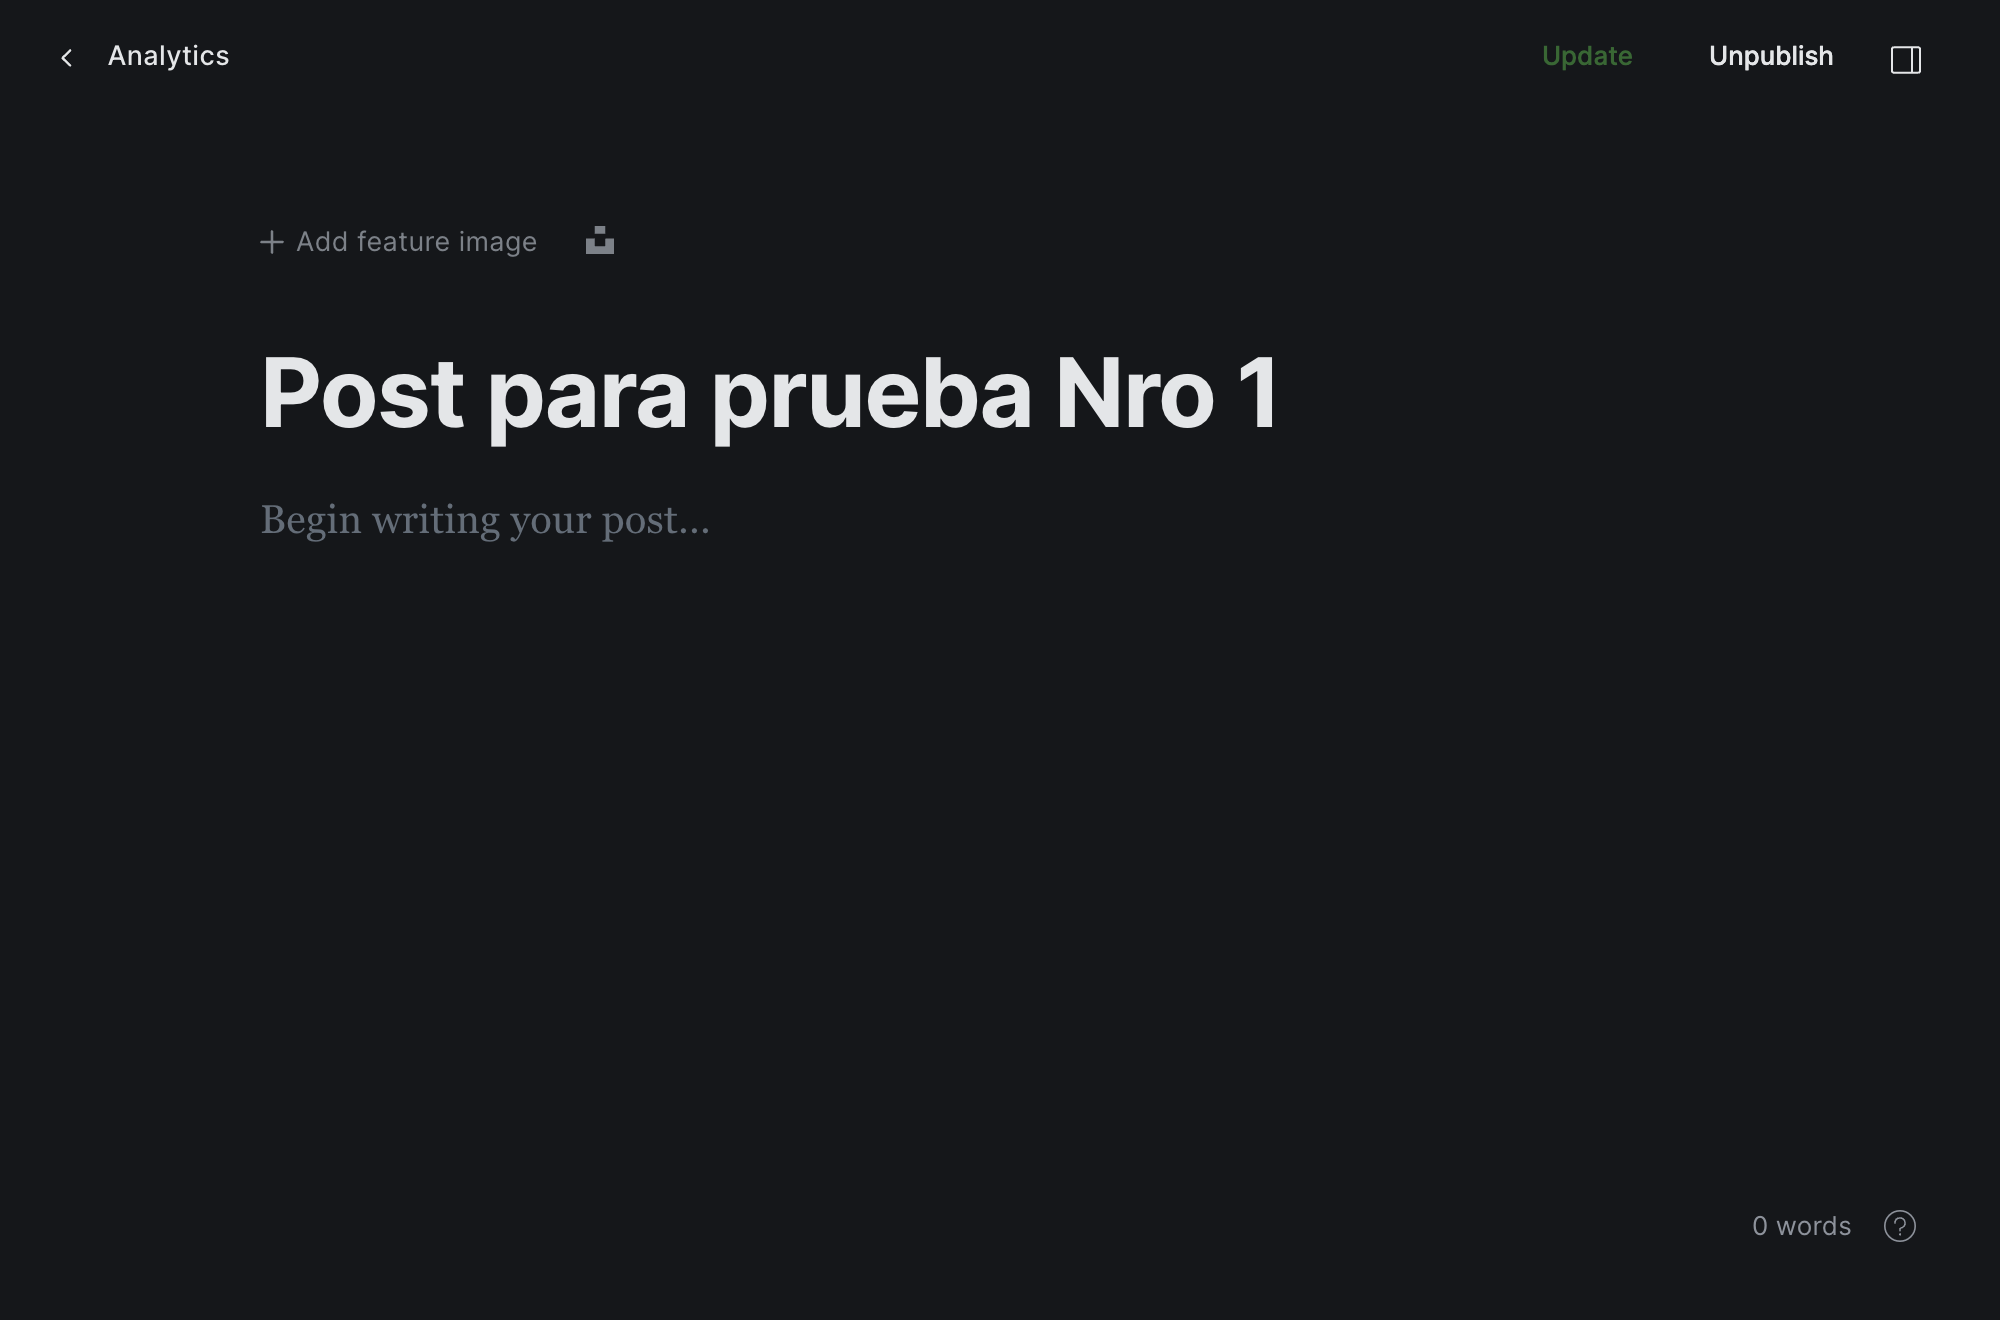 Analytics
Update
Unpublish
Add feature image
Post para prueba Nro 1
Begin writing your post...
0 words
?